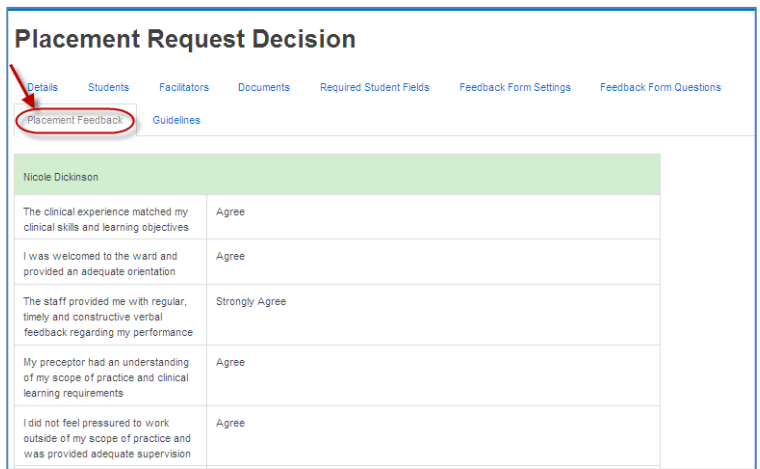 Placement Request Decision
Details Students Facilitators Documents Required Student Fields Feedback Form Settings Feedback Form Questions
Placement Feedback Guidelines
Nicole Dickinson
The clinical experience matched my Agree
clinical skills and learning objectives
I was welcomed to the ward and Agree
provided an adequate orientation
The staff provided me with regular, Strongly Agree
timely and constructive verbal
feedback regarding my performance
My preceptor had an understanding Agree
of my scope of practice and clinical
learning requirements
I did not feel pressured to work Agree
outside of my scope of practice and
was provided adequate supervision